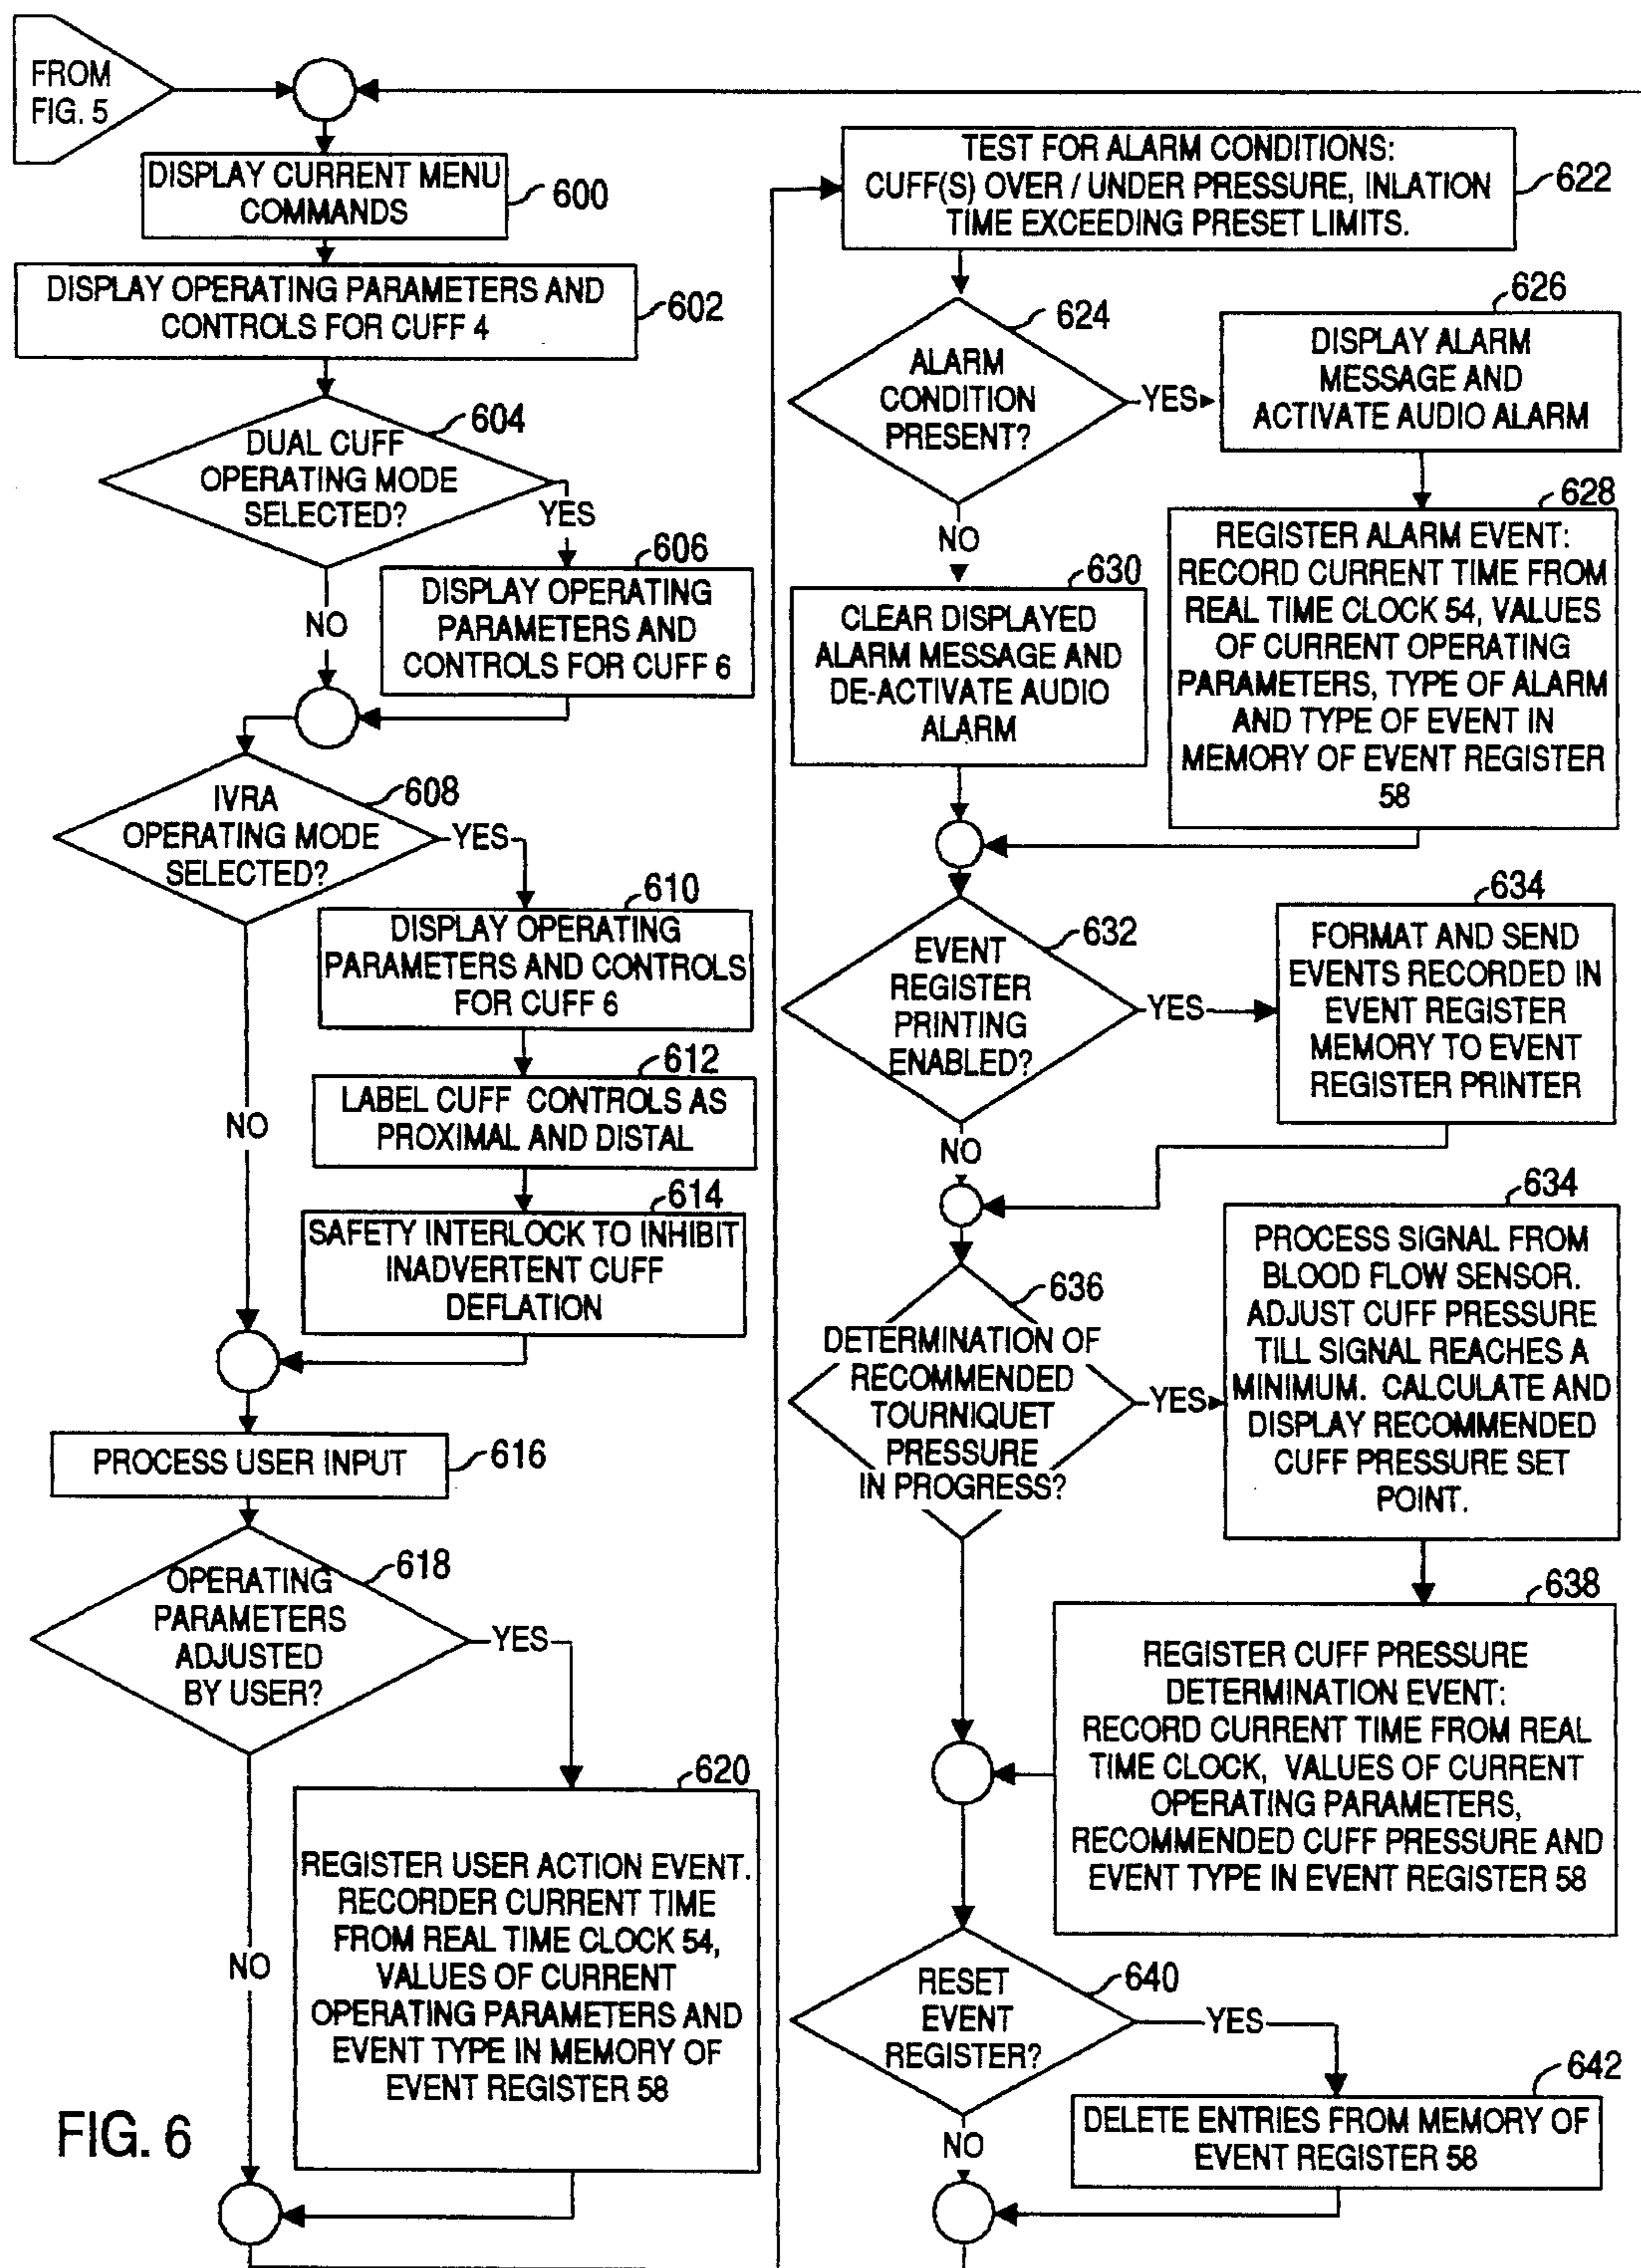 FROM
FIG. 5
DISPLAY CURRENT MENU
COMMANDS
600
DISPLAY OPERATING PARAMETERS AND
CONTROLS FOR CUFF 4
602
604
DUAL CUFF
OPERATING MODE
SELECTED?
YES
NO
606
DISPLAY OPERATING
PARAMETERS AND
CONTROLS FOR CUFF 6
608
IVRA
OPERATING MODE
SELECTED?
YES
NO
610
DISPLAY OPERATING
PARAMETERS AND CONTROLS
FOR CUFF 6
612
LABEL CUFF CONTROLS AS
PROXIMAL AND DISTAL
614
SAFETY INTERLOCK TO INHIBIT
INADVERTENT CUFF
DEFLATION
PROCESS USER INPUT
616
618
OPERATING
PARAMETERS
ADJUSTED
BY USER?
YES
NO
620
REGISTER USER ACTION EVENT.
RECORDER CURRENT TIME
FROM REAL TIME CLOCK 54,
VALUES OF CURRENT
OPERATING PARAMETERS AND
EVENT TYPE IN MEMORY OF
EVENT REGISTER 58
FIG. 6
TEST FOR ALARM CONDITIONS:
CUFF(S) OVER / UNDER PRESSURE, INLATION
TIME EXCEEDING PRESET LIMITS.
622
624
ALARM
CONDITION
PRESENT?
YES
NO
626
DISPLAY ALARM
MESSAGE AND
ACTIVATE AUDIO ALARM
628
REGISTER ALARM EVENT:
RECORD CURRENT TIME FROM
REAL TIME CLOCK 54, VALUES
OF CURRENT OPERATING
PARAMETERS, TYPE OF ALARM
AND TYPE OF EVENT IN
MEMORY OF EVENT REGISTER
58
630
CLEAR DISPLAYED
ALARM MESSAGE AND
DE-ACTIVATE AUDIO
ALARM
632
EVENT
REGISTER
PRINTING
ENABLED?
YES
NO
634
FORMAT AND SEND
EVENTS RECORDED IN
EVENT REGISTER
MEMORY TO EVENT
REGISTER PRINTER
636
DETERMINATION OF
RECOMMENDED
TOURNIQUET
PRESSURE
IN PROGRESS?
YES
634
PROCESS SIGNAL FROM
BLOOD FLOW SENSOR.
ADJUST CUFF PRESSURE
TILL SIGNAL REACHES A
MINIMUM. CALCULATE AND
DISPLAY RECOMMENDED
CUFF PRESSURE SET
POINT.
638
REGISTER CUFF PRESSURE
DETERMINATION EVENT:
RECORD CURRENT TIME FROM REAL
TIME CLOCK, VALUES OF CURRENT
OPERATING PARAMETERS,
RECOMMENDED CUFF PRESSURE AND
EVENT TYPE IN EVENT REGISTER 58
640
RESET
EVENT
REGISTER?
YES
NO
642
DELETE ENTRIES FROM MEMORY OF
EVENT REGISTER 58